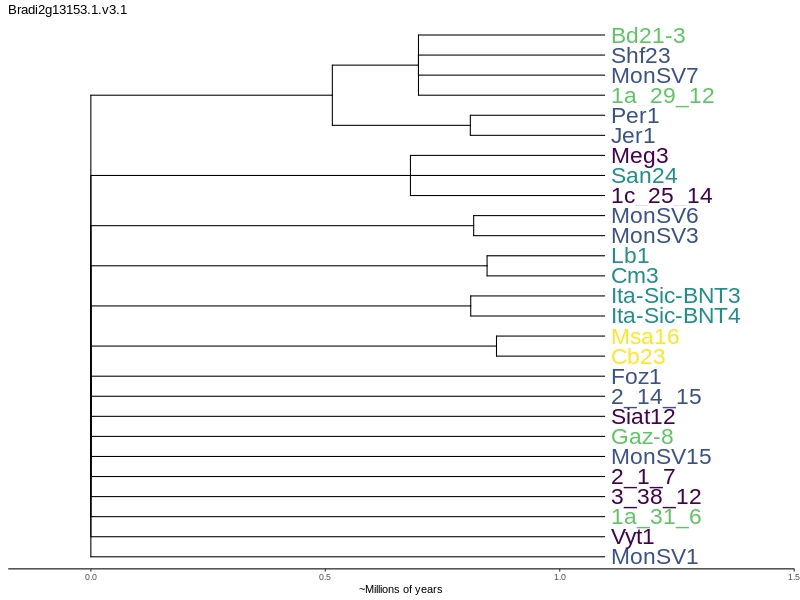 Bradi2g13153.1.v3.1
Bd21-3
Shf23
MonSV7
1a_29_12
Per1
Jer1
Meg3
San24
1c_25_14
MonSV6
MonSV3
Lb1
Cm3
Ita-Sic-BNT3
Ita-Sic-BNT4
Msa16
Cb23
Foz1
2_14_15
Siat12
Gaz-8
MonSV15
2_1_7
3_38_12
1a_31_6
Vyt1
MonSV1
0.0 0.5 1.0 1.5
~Millions of years